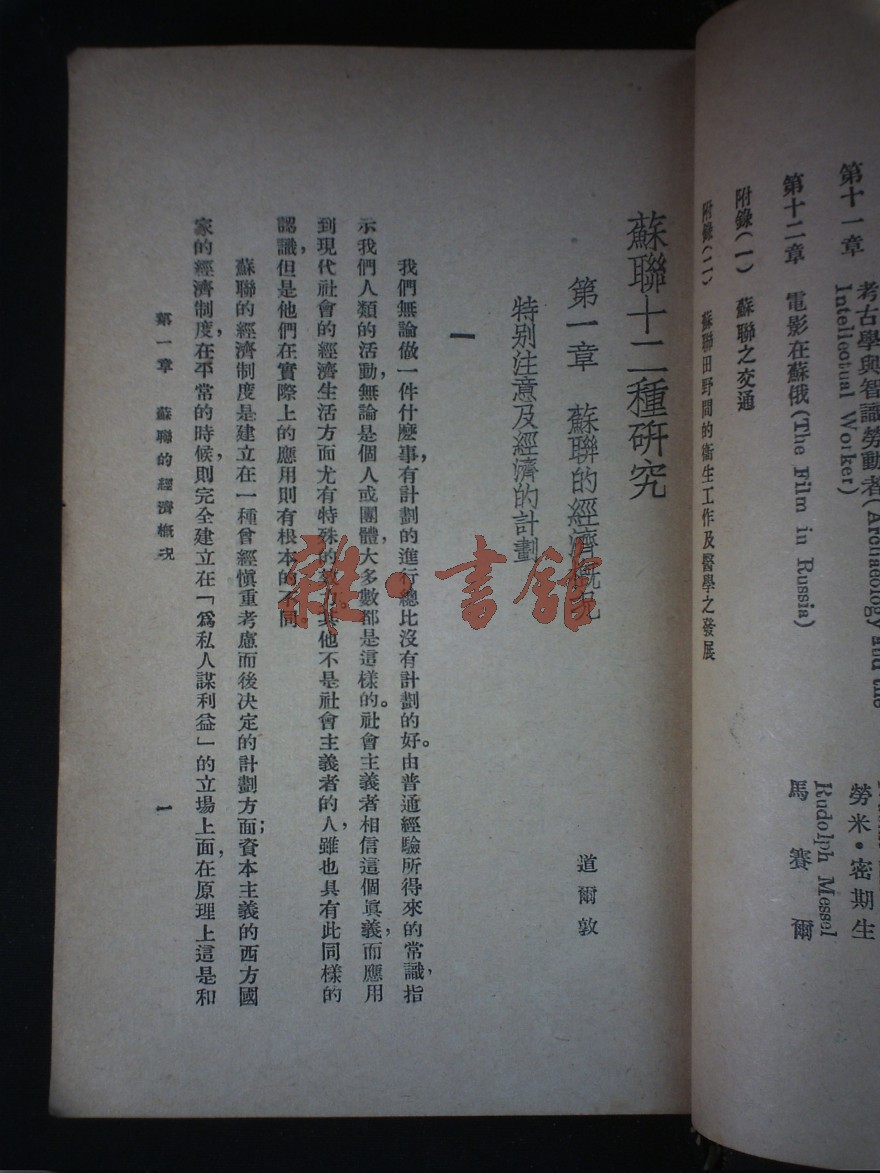 第十一章 考古學與智識勞動者(Archaeology and the
Intellectual Worker)
勞米·密期生
第十二章 電影在蘇俄(The Film in Russia)
Rudolph Messel
馬賽爾
附錄(一) 蘇聯之交通
附錄(二) 蘇聯田野間的衞生工作及醫學之發展
蘇聯十二種硏究
第一章 蘇聯的經濟概況
特別注意及經濟的計劃
道爾敦
一
我們無論做一件什麽事,有計劃的進行總比沒有計劃的好。由普通經驗所得來的常識,指
示我們人類的活動,無論是個人或團體,大多數都是這樣的。社會主義者相信這個眞義,而應用
到現代社會的經濟生活方面尤有特殊的 其他不是社會主義者的人,雖也具有此同樣的
認識,但是他們在實際上的應用則有根本的不同。
蘇聯的經濟制度是建立在一種曾經愼重考慮而後決定的計劃方面;資本主義的西方國
家的經濟制度,在平常的時候,則完全建立在「爲私人謀利益」的立場上面,在原理上這是和
第一章 蘇聯的經濟槪況
一
雜·書館